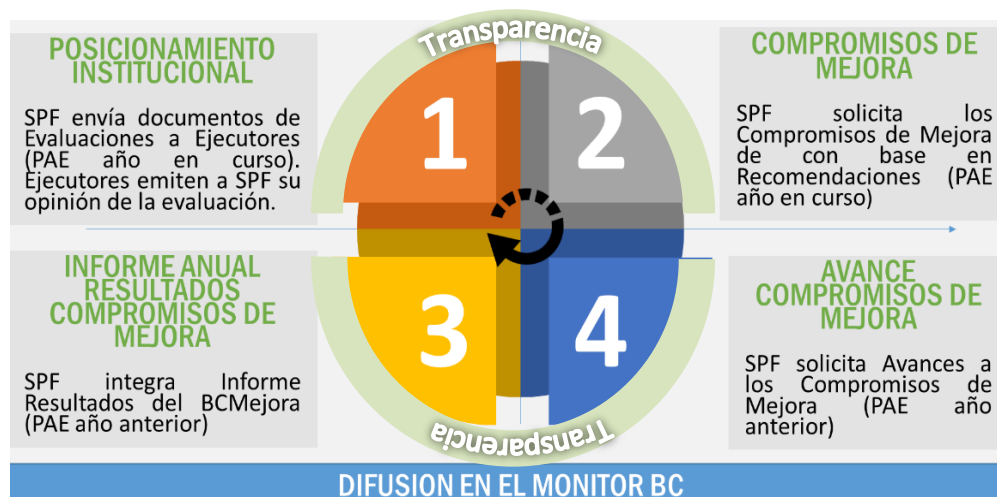 Transparencia
POSICIONAMIENTO
INSTITUCIONAL
SPF envía documentos de
Evaluaciones a Ejecutores
(PAE año en curso).
Ejecutores emiten a SPF su
opinión de la evaluación.
1
2
COMPROMISOS DE
MEJORA
SPF solicita los
Compromisos de Mejora
de con base en
Recomendaciones (PAE
año en curso)
INFORME ANUAL
RESULTADOS
COMPROMISOS DE
MEJORA
SPF integra Informe
Resultados del BCMejora
(PAE año anterior)
3
4
AVANCE
COMPROMISOS DE
MEJORA
SPF solicita Avances a
los Compromisos de
Mejora (PAE año
anterior)
Transparencia
DIFUSION EN EL MONITOR BC